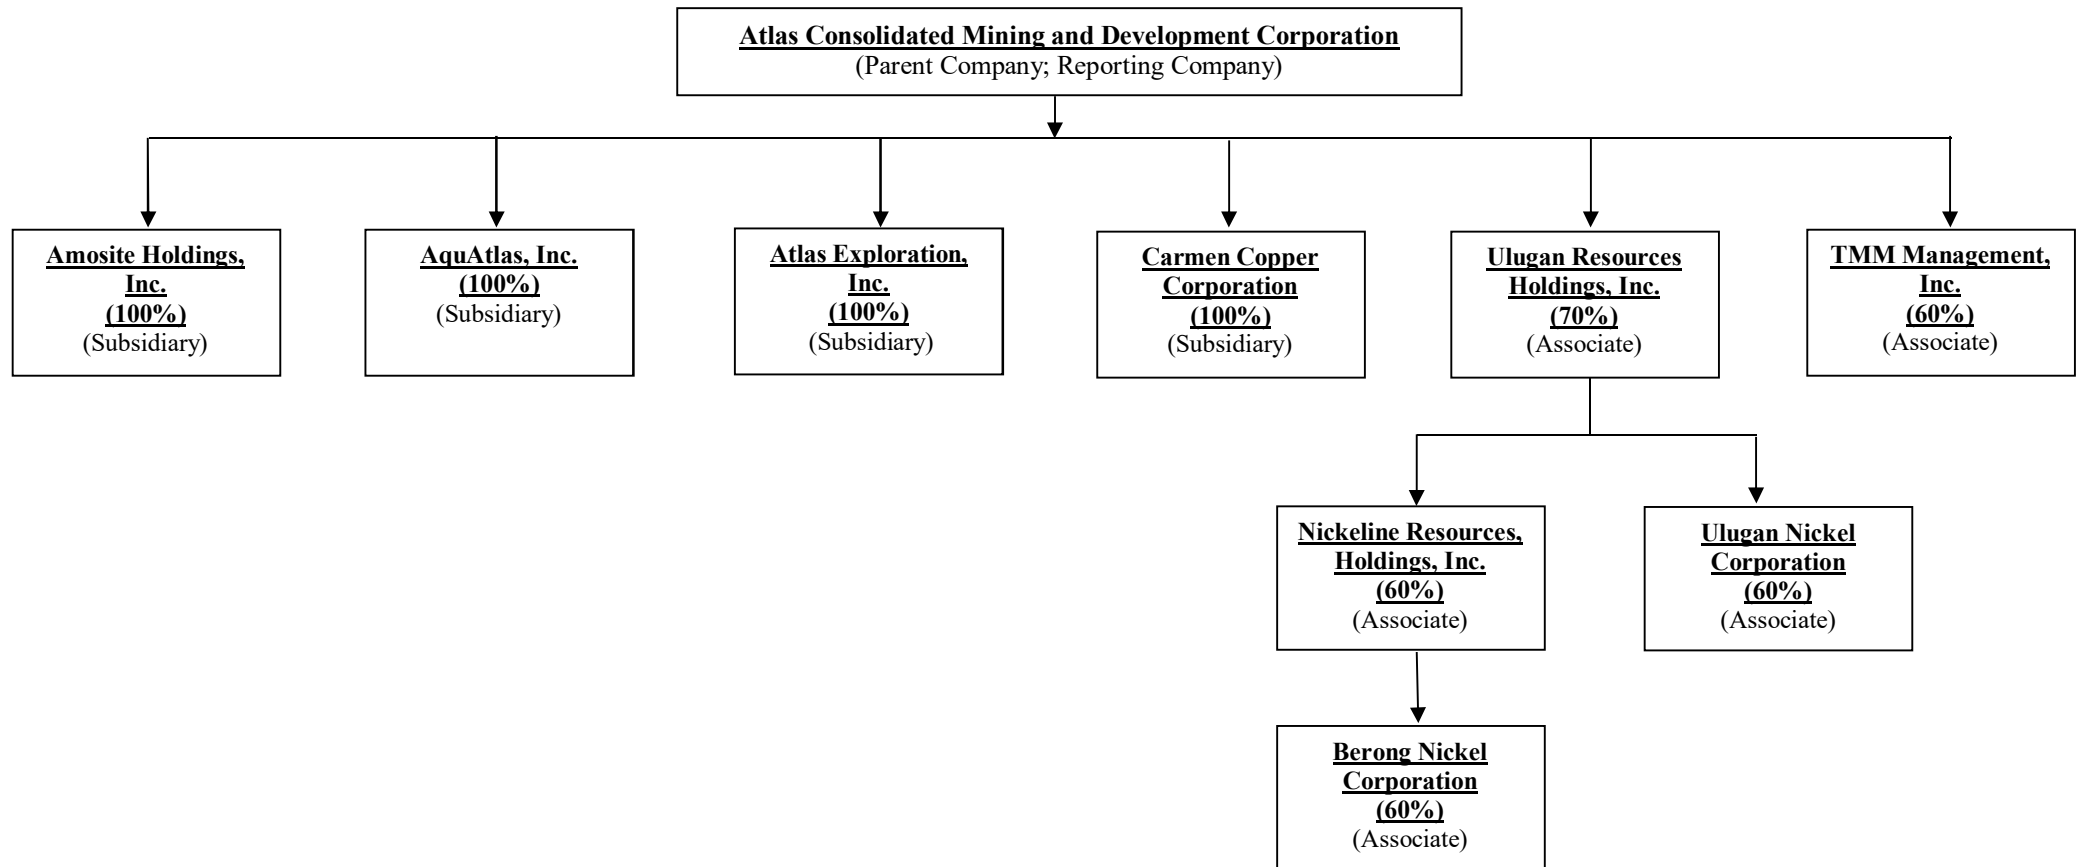 Atlas Consolidated Mining and Development Corporation
(Parent Company; Reporting Company)
Amosite Holdings,
Inc.
(100%)
(Subsidiary)
AquAtlas, Inc.
(100%)
(Subsidiary)
Atlas Exploration,
Inc.
(100%)
(Subsidiary)
Carmen Copper
Corporation
(100%)
(Subsidiary)
Ulugan Resources
Holdings, Inc.
(70%)
(Associate)
TMM Management,
Inc.
(60%)
(Associate)
Nickeline Resources,
Holdings, Inc.
(60%)
(Associate)
Ulugan Nickel
Corporation
(60%)
(Associate)
Berong Nickel
Corporation
(60%)
(Associate)